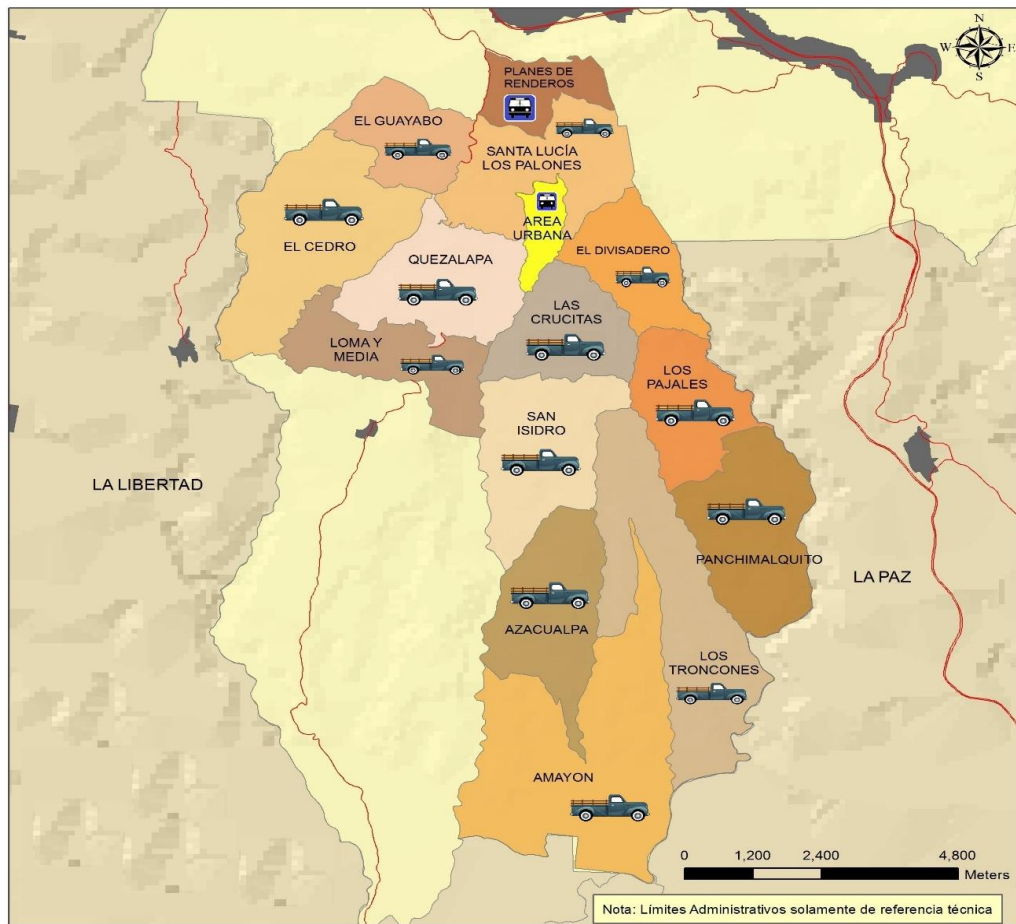 N
W
E
S
PLANES DE
RENDEROS
EL GUAYABO
SANTA LUCÍA
LOS PALONES
AREA
URBANA
EL CEDRO
QUEZALAPA
EL DIVISADERO
LAS
CRUCITAS
LOMA Y
MEDIA
LOS
PAJALES
SAN
ISIDRO
LA LIBERTAD
PANCHIMALQUITO
LA PAZ
AZACUALPA
LOS
TRONCONES
AMAYON
0 1,200 2,400 4,800
Meters
Nota: Límites Administrativos solamente de referencia técnica